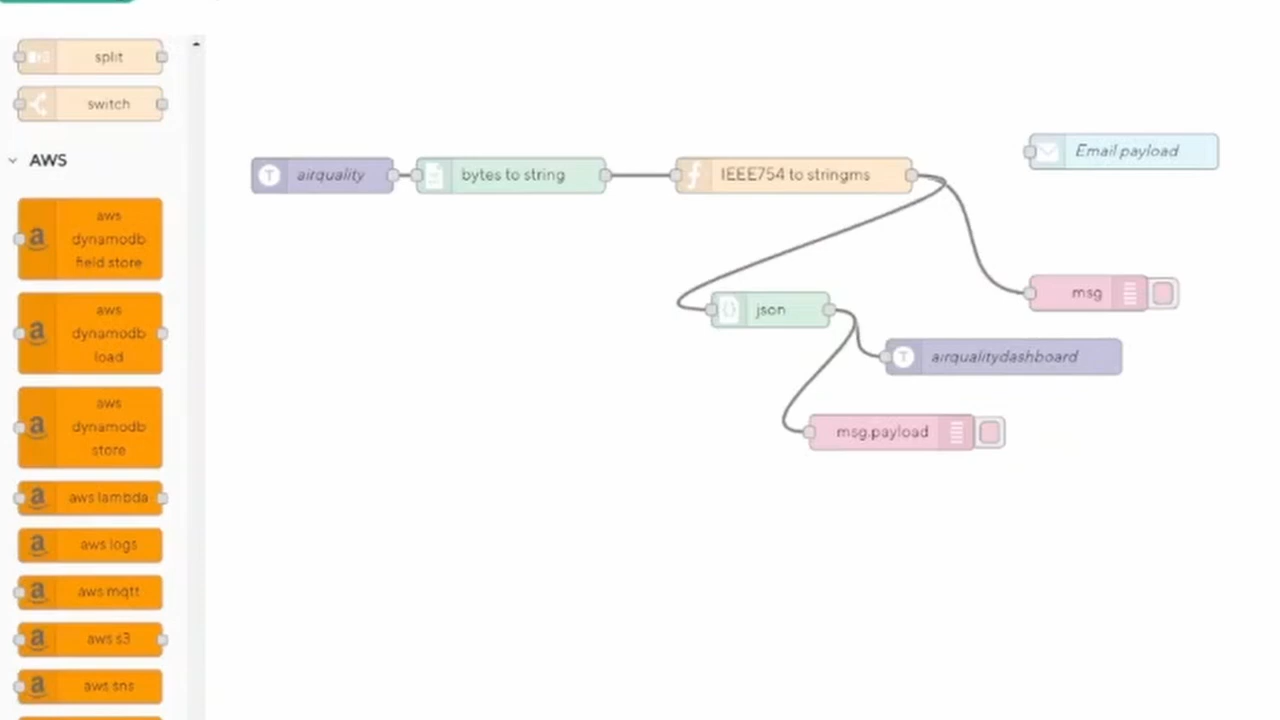 split
switch
AWS
aws
dynamodb
field store
aws
dynamodb
load
aws
dynamodb
store
aws lambda
aws logs
aws mqtt
aws s3
aws sns
airquality
bytes to string
IEEE754 to stringms
Email payload
msg
json
airqualitydashboard
msg.payload